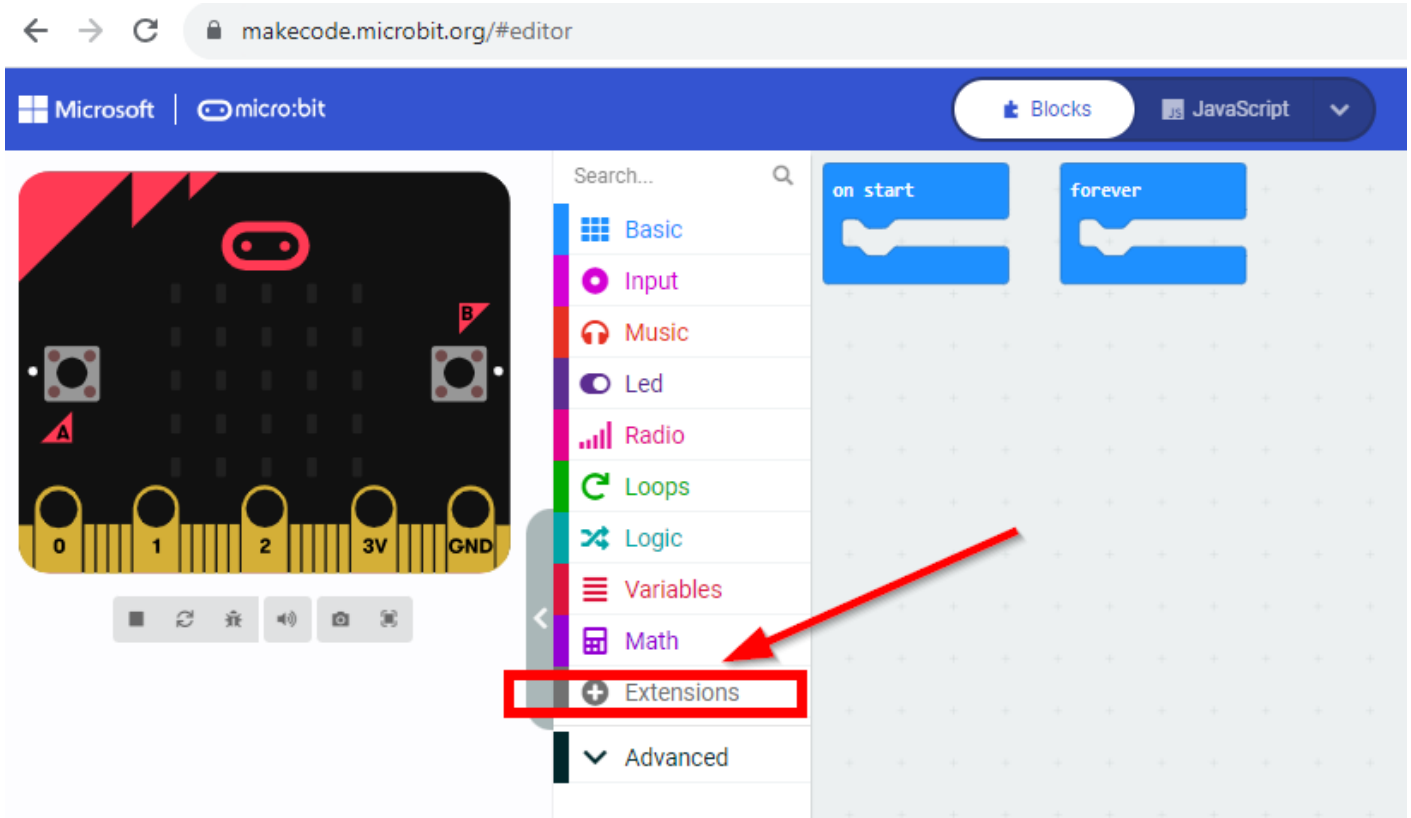 makecode.microbit.org/#editor
Microsoft micro:bit
Blocks JS JavaScript
Search...
Basic
Input
Music
Led
Radio
Loops
Logic
Variables
Math
Extensions
Advanced
on start forever
B
A
0 1 2 3V GND